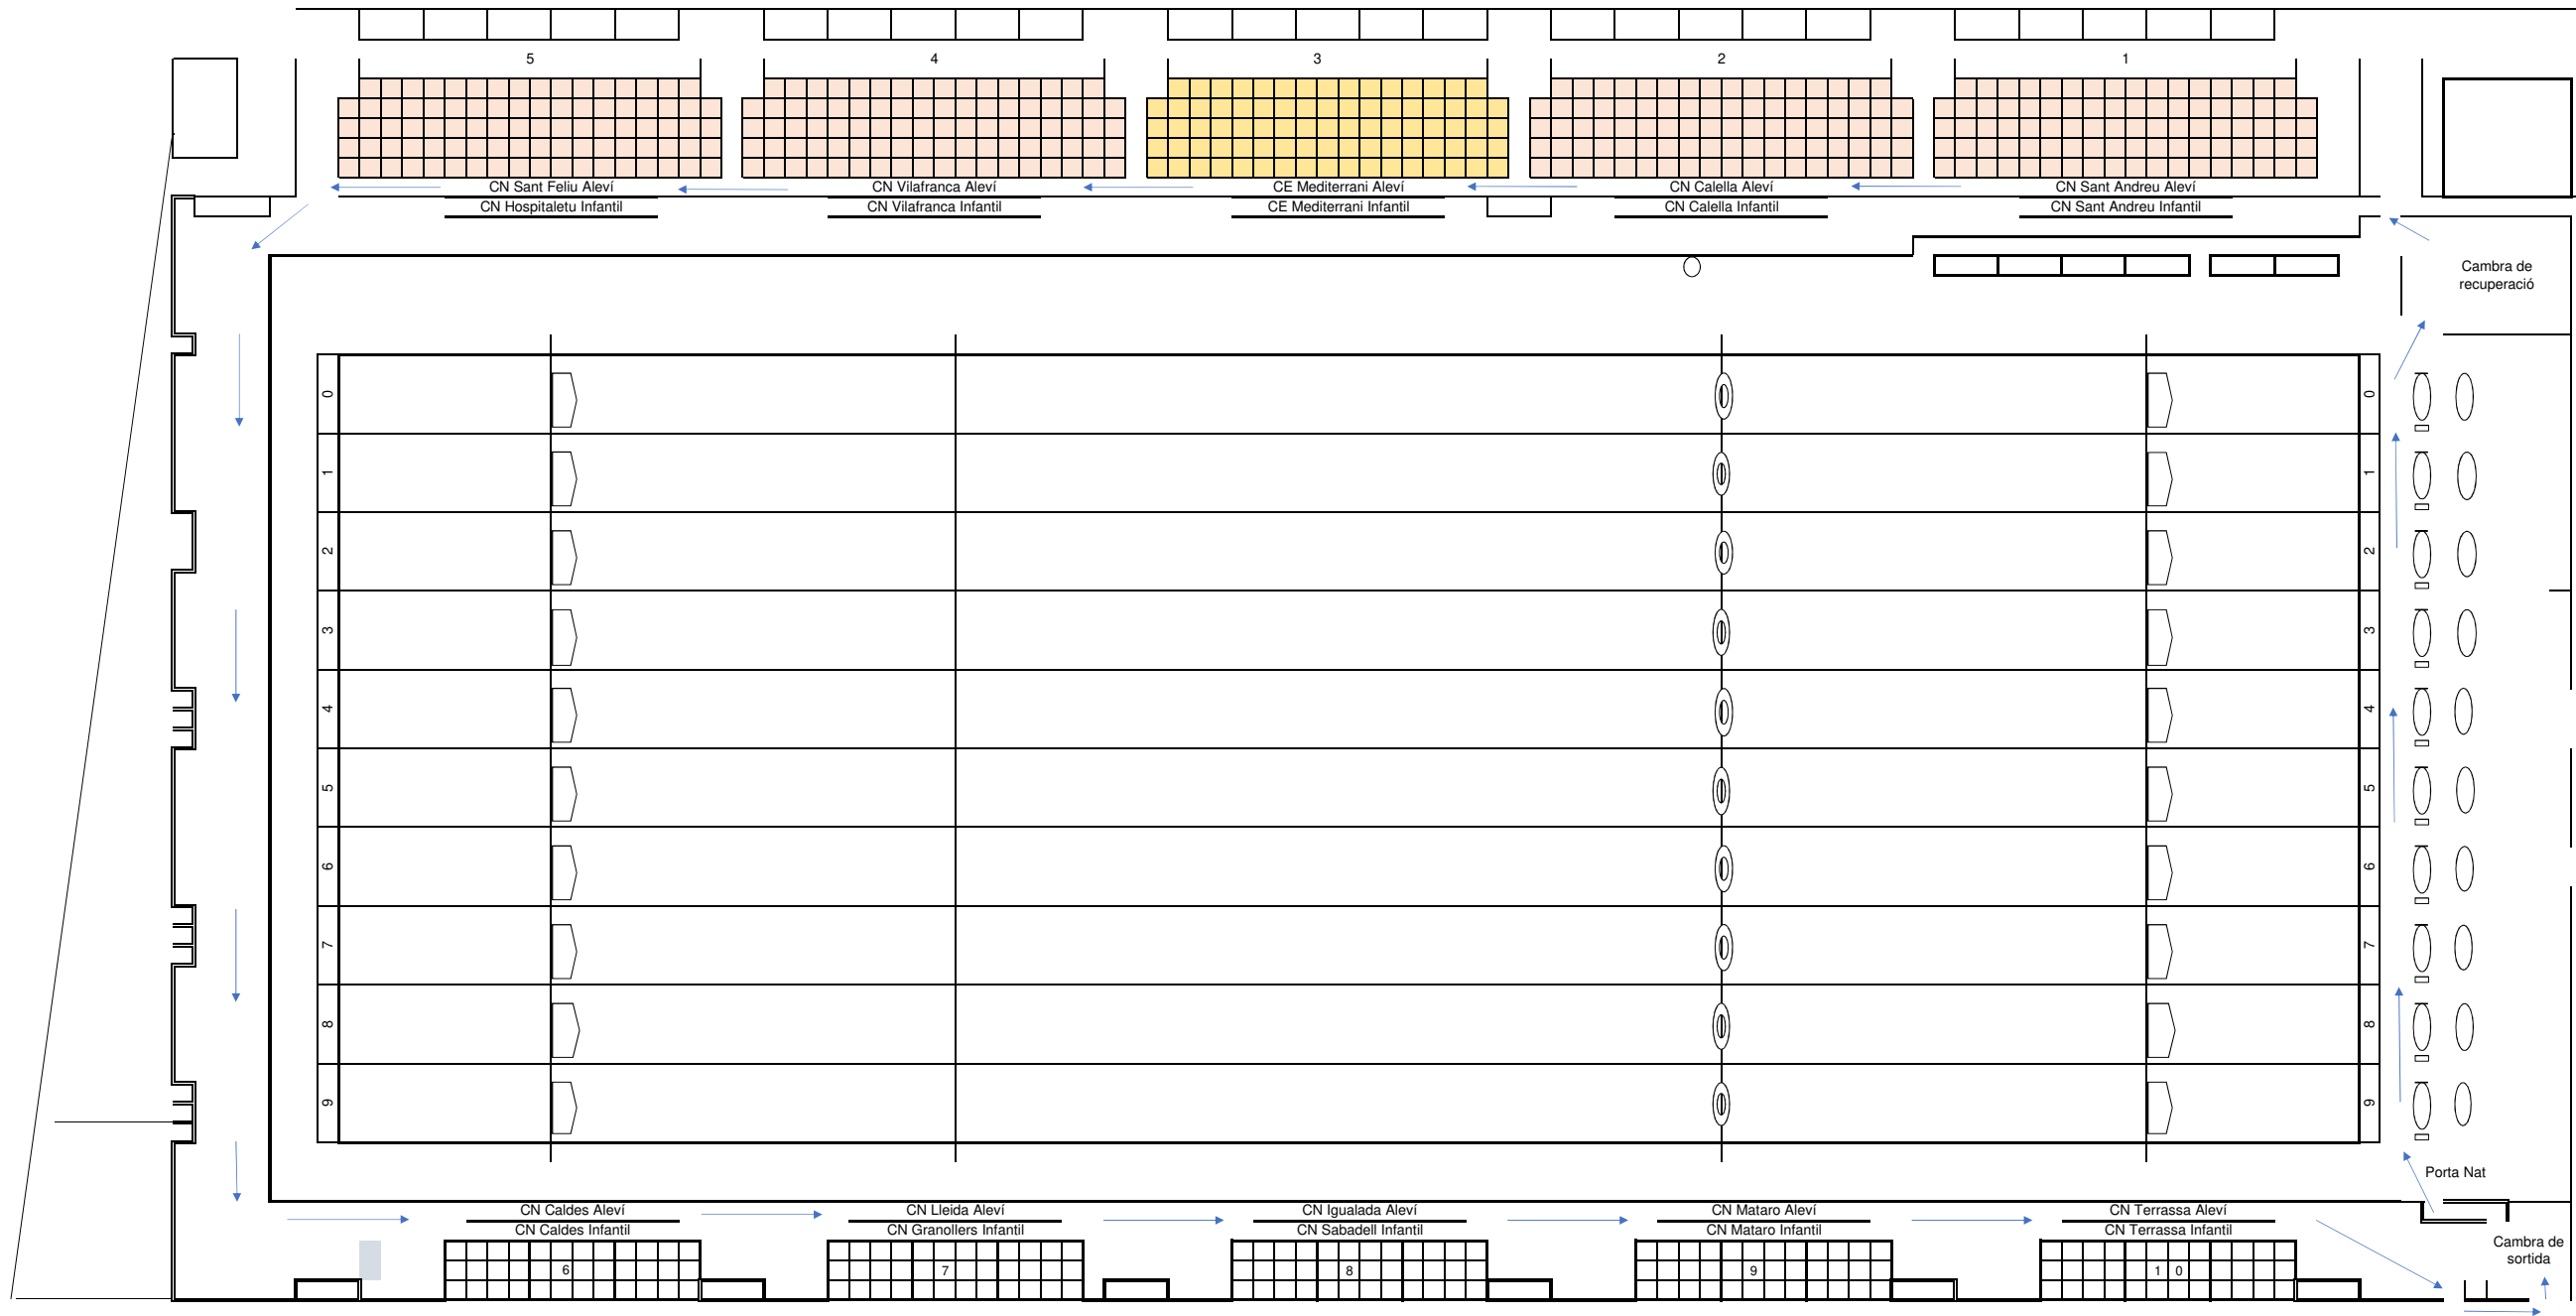 5 4 3 2 1
CN Sant Feliu Aleví CN Vilafranca Aleví CE Mediterrani Aleví CN Calella Aleví CN Sant Andreu Aleví
CN Hospitaletu Infantil CN Vilafranca Infantil CE Mediterrani Infantil CN Calella Infantil CN Sant Andreu Infantil
Cambra de
recuperació
0 0
1 1
2 2
3 3
4 4
5 5
6 6
7 7
8 8
9 9
Porta Nat
CN Caldes Aleví CN Lleida Aleví CN Igualada Aleví CN Mataro Aleví CN Terrassa Aleví
CN Caldes Infantil CN Granollers Infantil CN Sabadell Infantil CN Mataro Infantil CN Terrassa Infantil
Cambra de
sortida
6 7 8 9 1 0